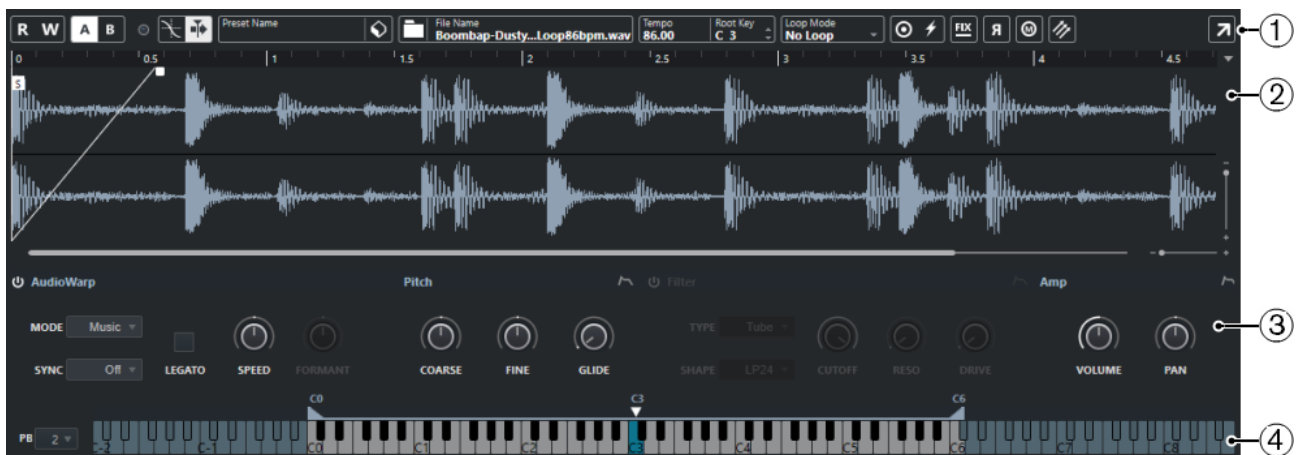 R W A B Preset Name File Name Tempo Root Key Loop Mode
Boombap-Dusty...Loop86bpm.wav 86.00 C 3 No Loop FIX R M 1
0 0.5 1 1.5 2 2.5 3 3.5 4 4.5
S
2
AudioWarp Pitch Filter Amp
MODE Music TYPE Tube 3
SYNC Off LEGATO SPEED FORMANT COARSE FINE GLIDE SHAPE LP24 CUTOFF RESO DRIVE VOLUME PAN
C0 C3 C6
PB 2 C-2 C-1 C0 C1 C2 C3 C4 C5 C6 C7 C8 4